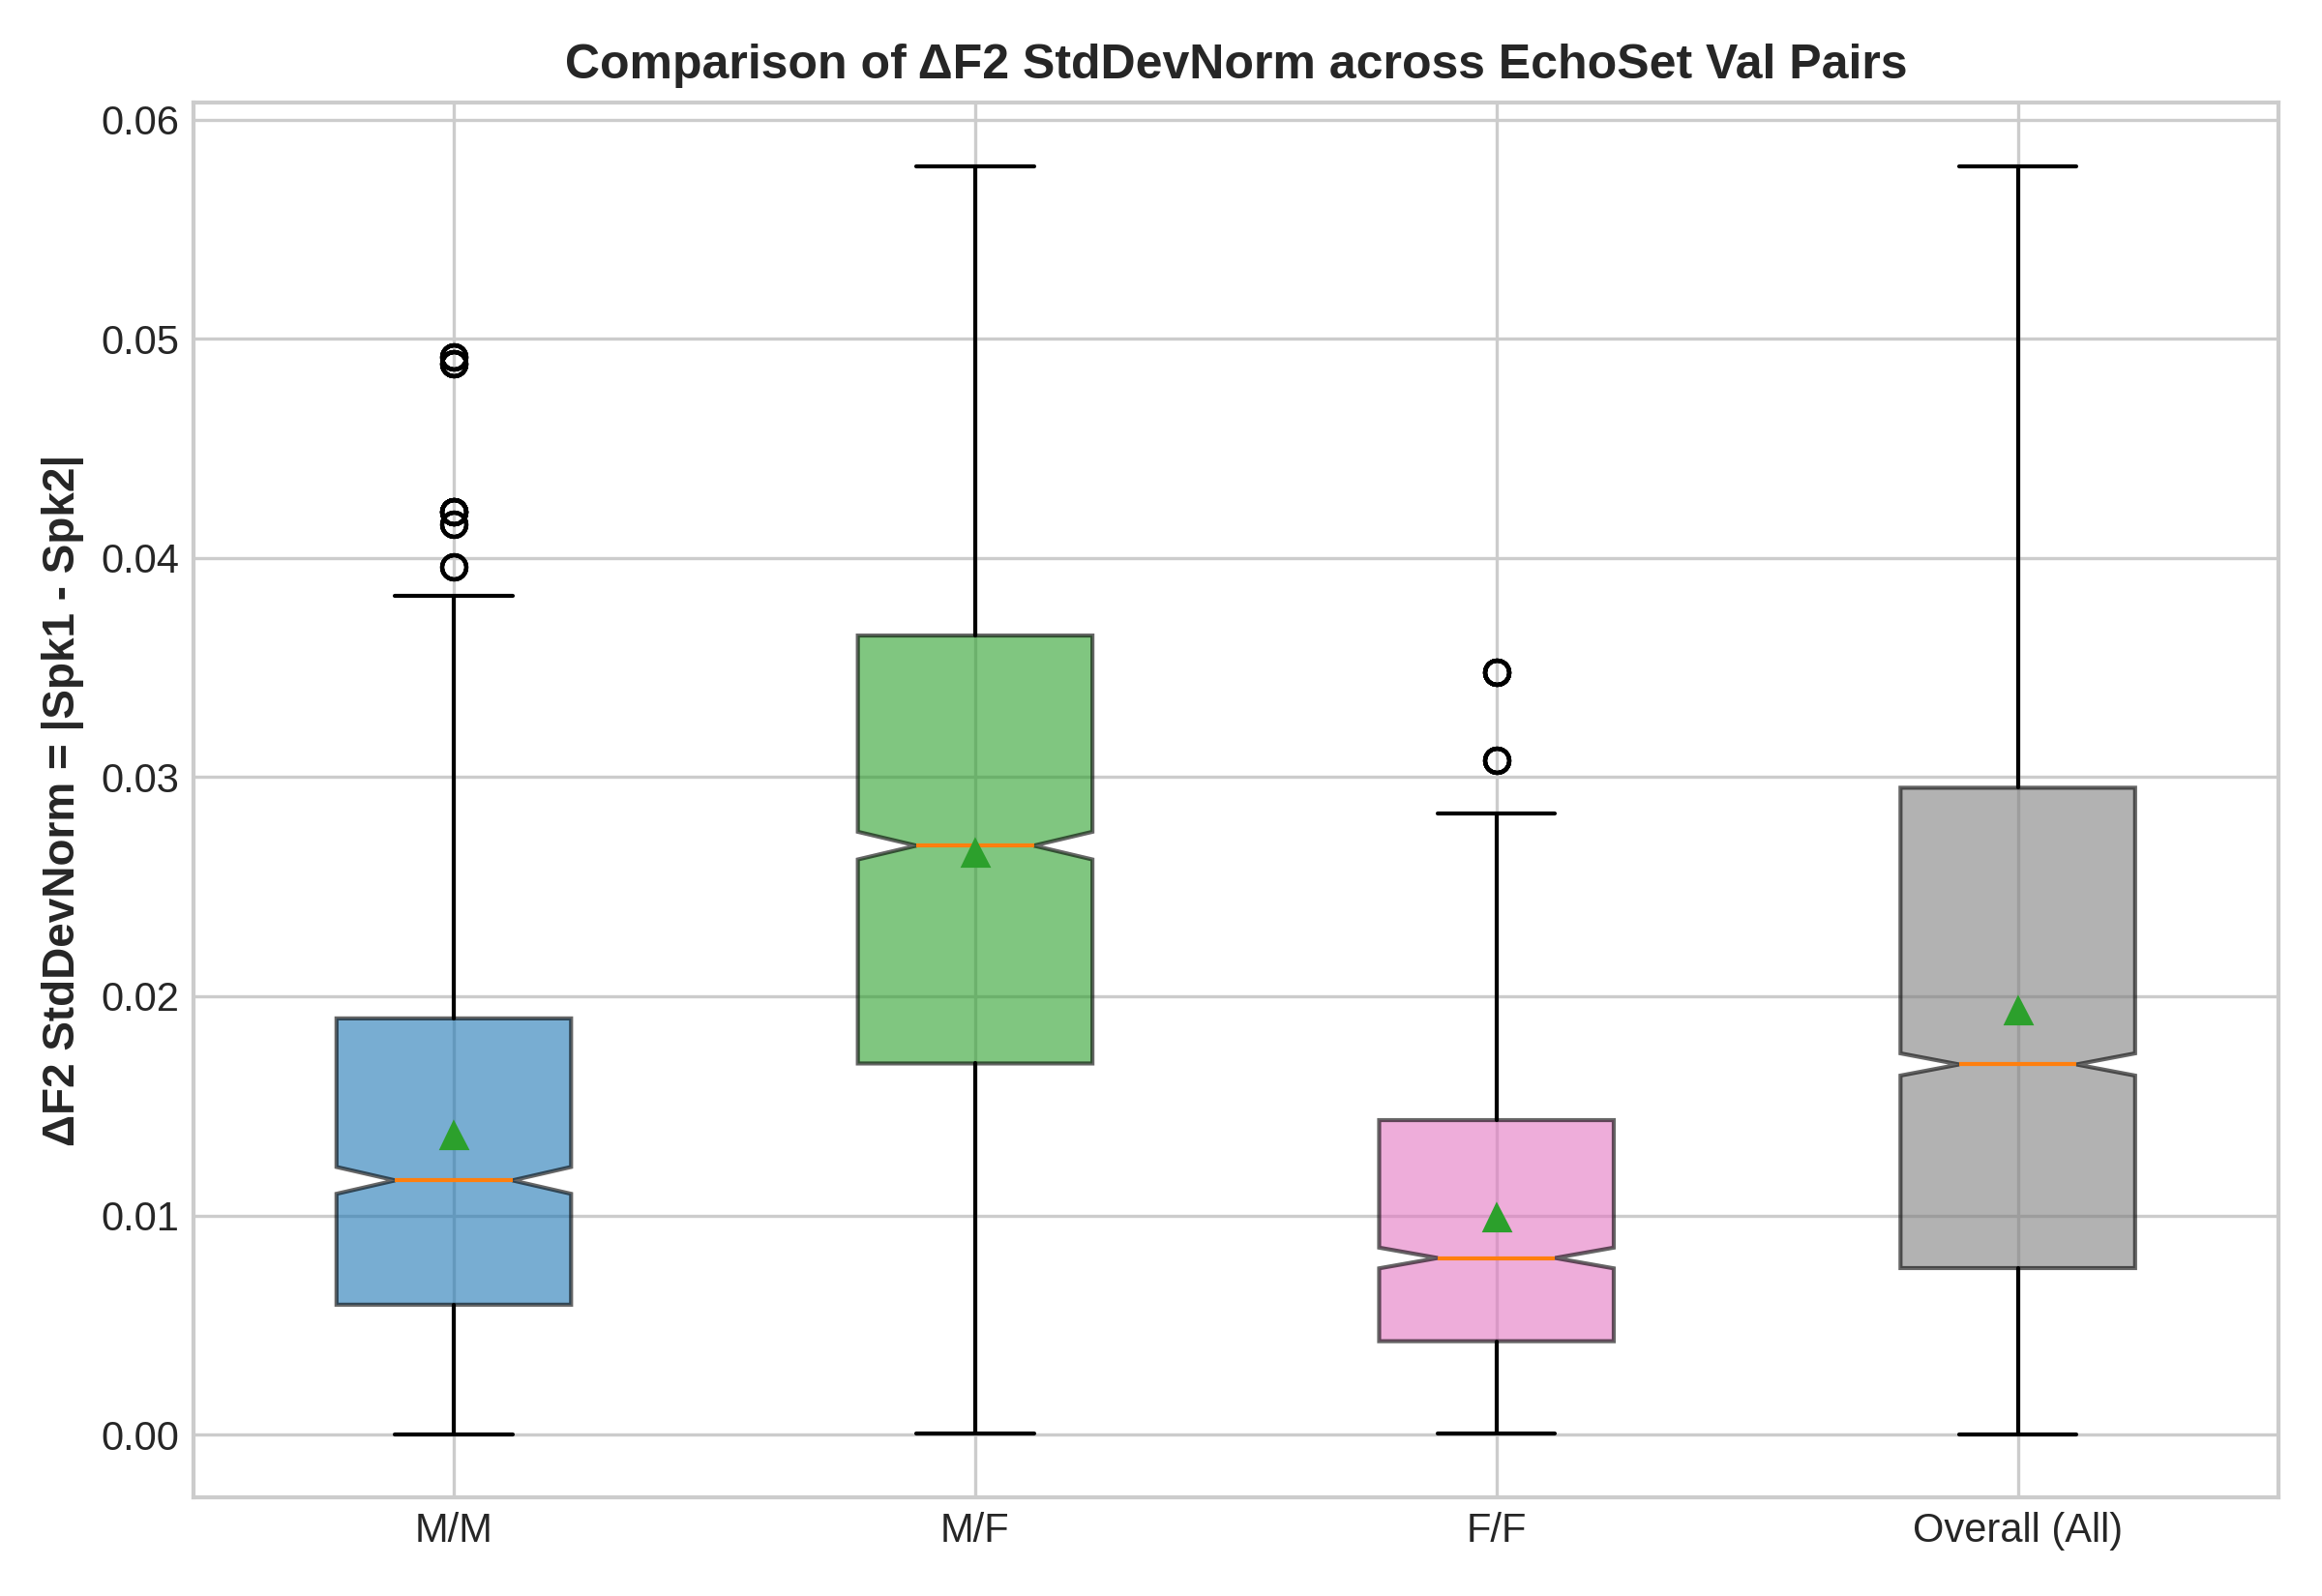 Comparison of ΔF2 StdDevNorm across EchoSet Val Pairs
ΔF2 StdDevNorm = |Spk1 - Spk2|
0.06
0.05
0.04
0.03
0.02
0.01
0.00
M/M
M/F
F/F
Overall (All)